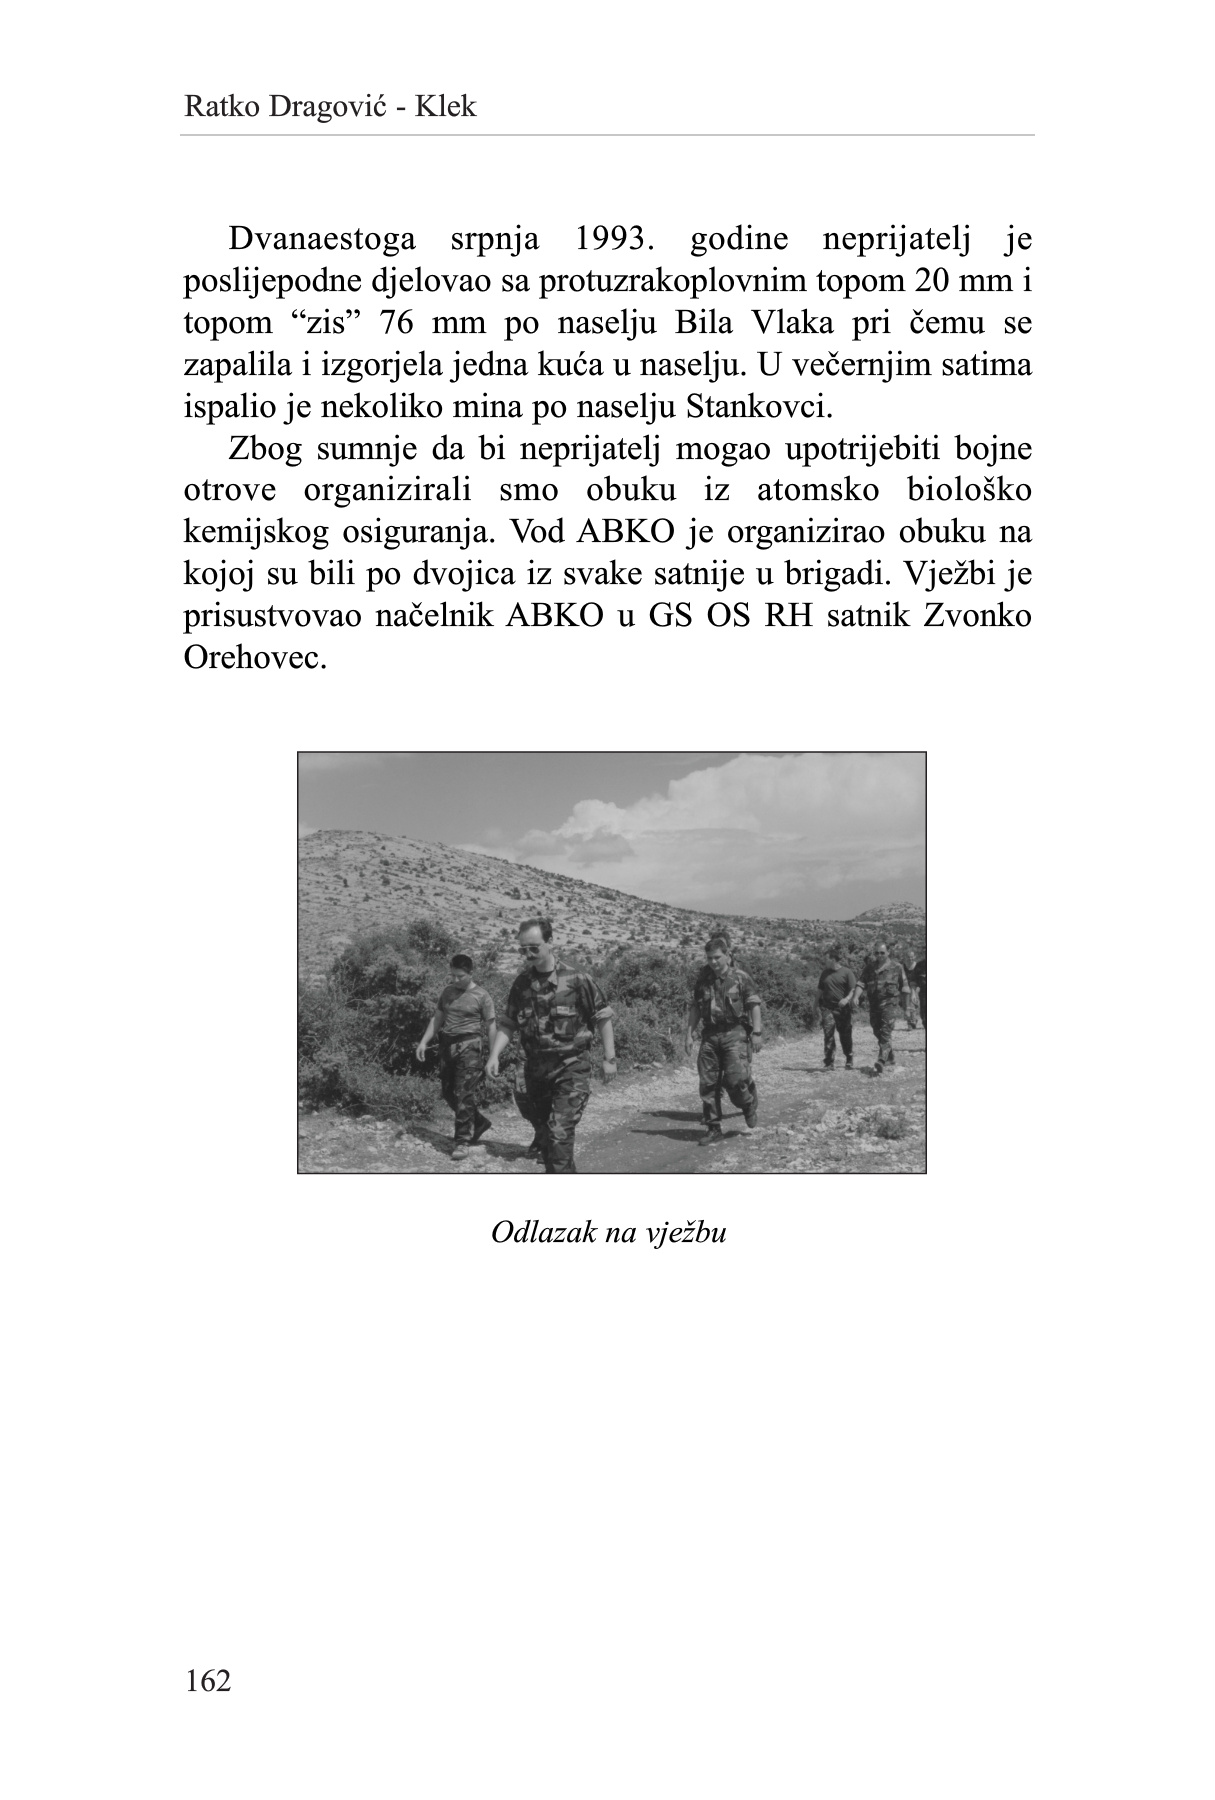 Ratko Dragović - Klek
Dvanaestoga srpnja 1993. godine neprijatelj je
poslijepodne djelovao sa protuzrakoplovnim topom 20 mm i
topom “zis” 76 mm po naselju Bila Vlaka pri čemu se
zapalila i izgorjela jedna kuća u naselju. U večernjim satima
ispalio je nekoliko mina po naselju Stankovci.
Zbog sumnje da bi neprijatelj mogao upotrijebiti bojne
otrove organizirali smo obuku iz atomsko biološko
kemijskog osiguranja. Vod ABKO je organizirao obuku na
kojoj su bili po dvojica iz svake satnije u brigadi. Vježbi je
prisustvovao načelnik ABKO u GS OS RH satnik Zvonko
Orehovec.
Odlazak na vježbu
162